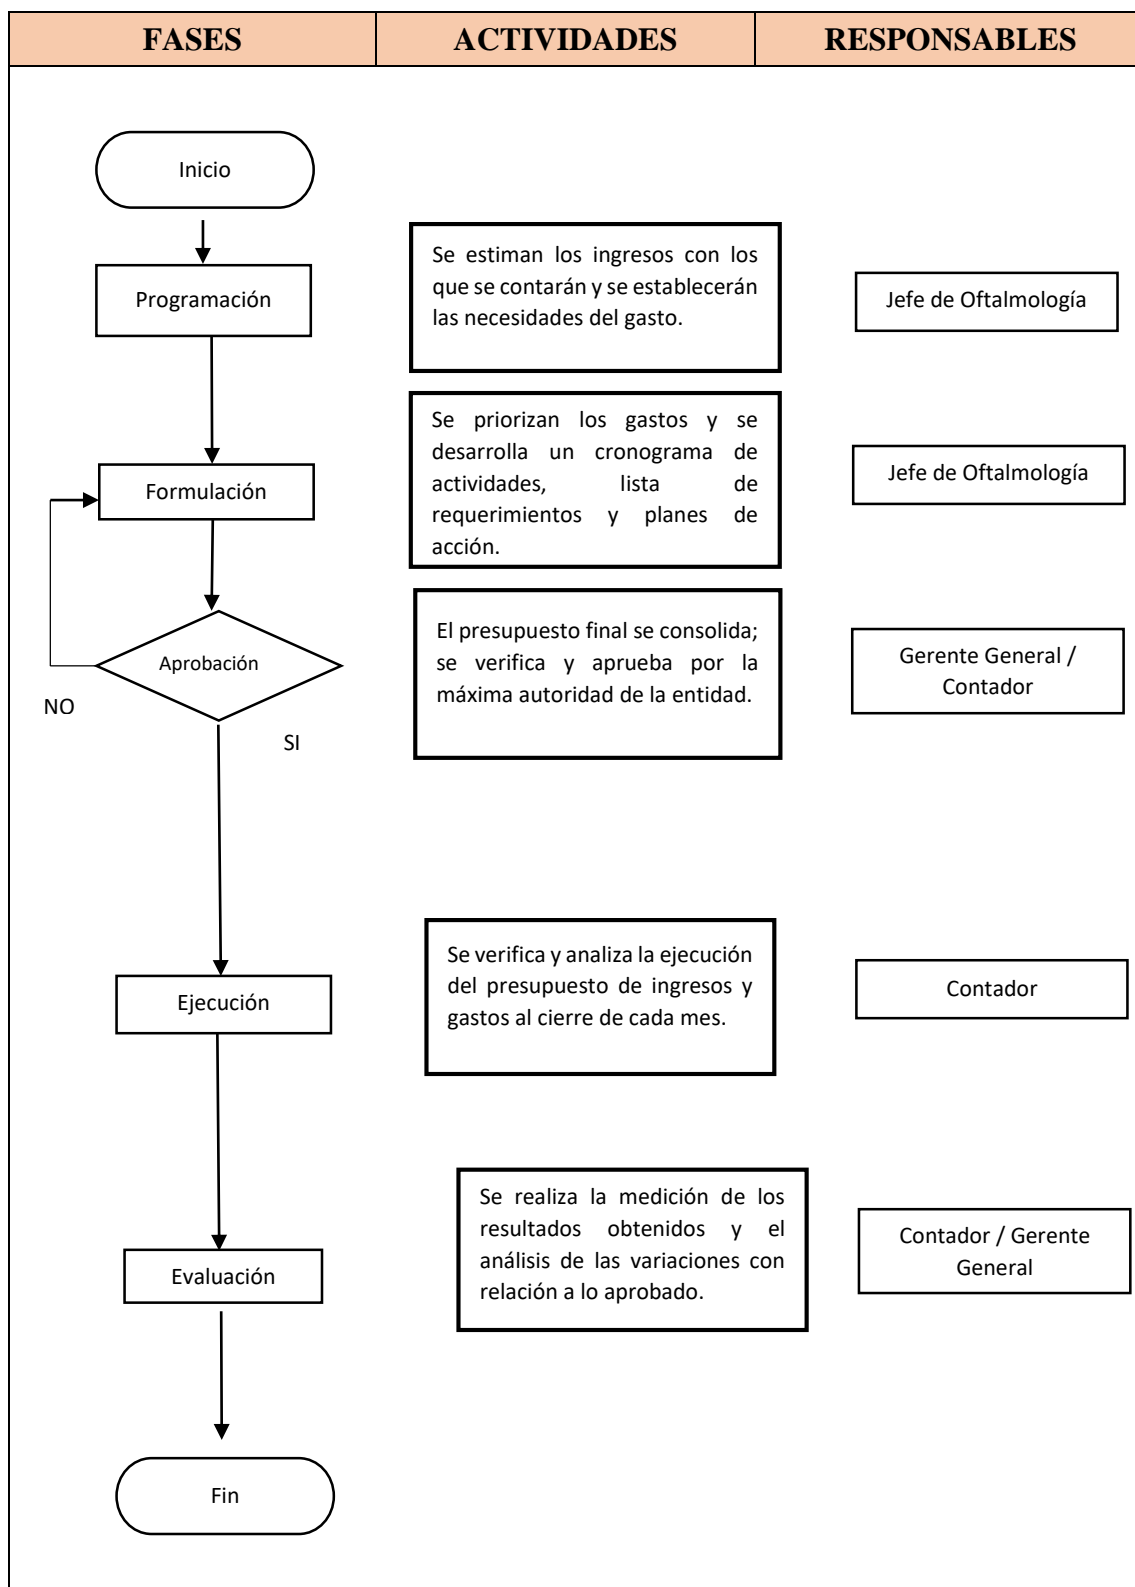 FASES
ACTIVIDADES
RESPONSABLES
Inicio
Programación
Se estiman los ingresos con los
que se contarán y se establecerán
las necesidades del gasto.
Jefe de Oftalmología
Formulación
Se priorizan los gastos y se
desarrolla un cronograma de
actividades, lista de
requerimientos y planes de
acción.
Jefe de Oftalmología
Aprobación
NO
SI
El presupuesto final se consolida;
se verifica y aprueba por la
máxima autoridad de la entidad.
Gerente General /
Contador
Ejecución
Se verifica y analiza la ejecución
del presupuesto de ingresos y
gastos al cierre de cada mes.
Contador
Evaluación
Se realiza la medición de los
resultados obtenidos y el
análisis de las variaciones con
relación a lo aprobado.
Contador / Gerente
General
Fin